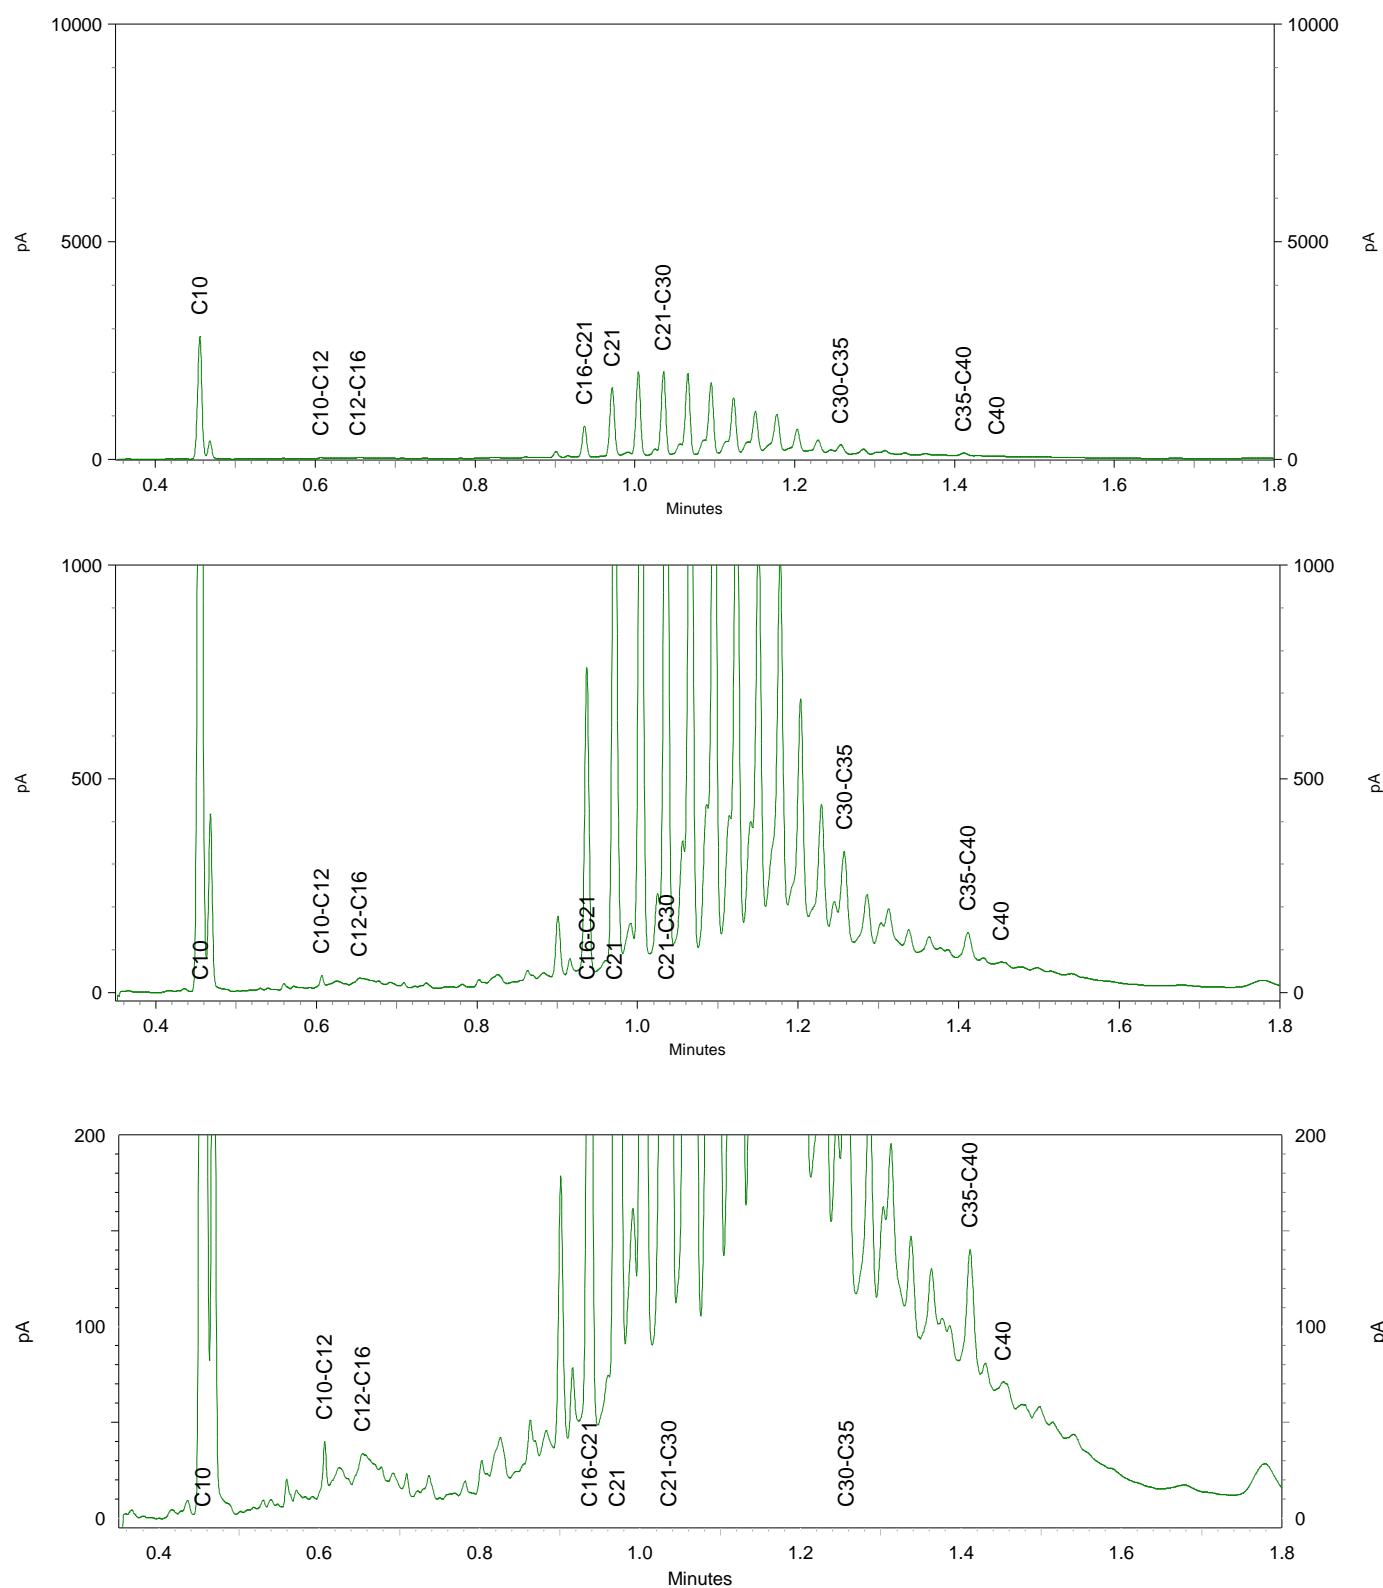 10000 10000
C10 C10-C12 C12-C16 C16-C21 C21 C21-C30 C30-C35 C35-C40 C40
pA 5000 5000 pA
0 0
0.4 0.6 0.8 1.0 1.2 1.4 1.6 1.8
Minutes
1000 1000
C10 C10-C12 C12-C16 C16-C21 C21 C21-C30 C30-C35 C35-C40 C40
pA 500 500 pA
0 0
0.4 0.6 0.8 1.0 1.2 1.4 1.6 1.8
Minutes
200 200
C10 C10-C12 C12-C16 C16-C21 C21 C21-C30 C30-C35 C35-C40 C40
pA 100 100 pA
0 0
0.4 0.6 0.8 1.0 1.2 1.4 1.6 1.8
Minutes